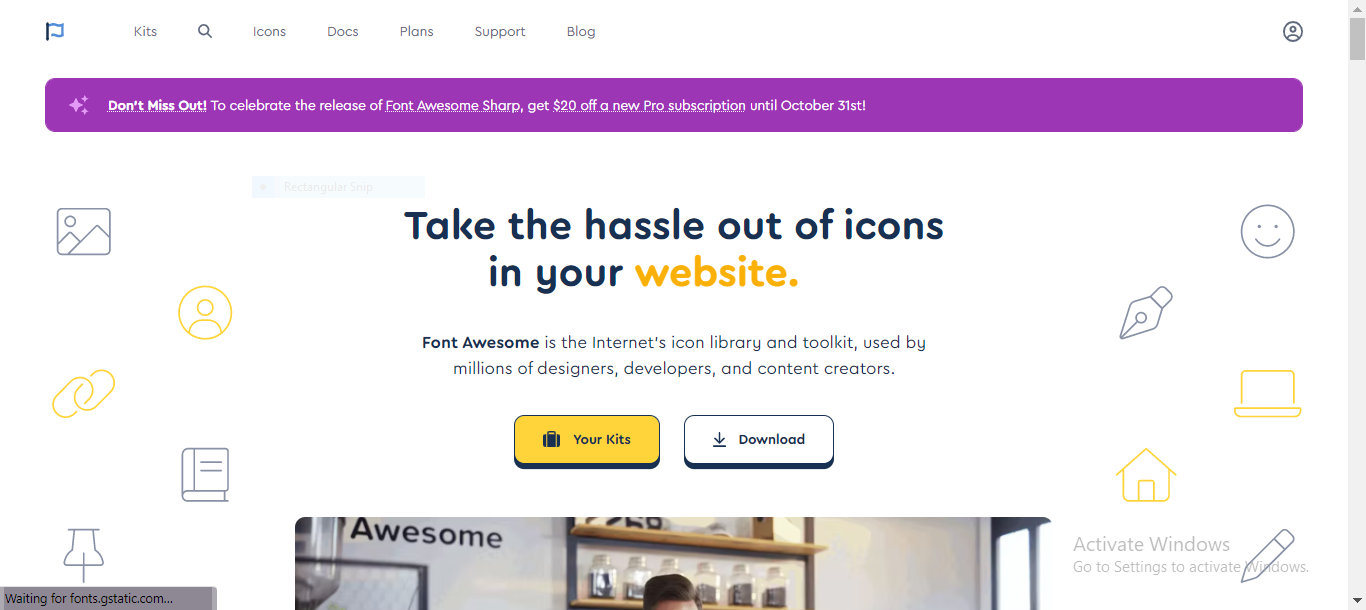 Kits
Icons
Docs
Plans
Support
Blog
Don't Miss Out! To celebrate the release of Font Awesome Sharp, get $20 off a new Pro subscription until October 31st!
Rectangular Snip
Take the hassle out of icons
in your website.
Font Awesome is the Internet's icon library and toolkit, used by
millions of designers, developers, and content creators.
Your Kits
Download
Awesome
Activate Windows
Go to Settings to activate Windows.
Waiting for fonts.gstatic.com...